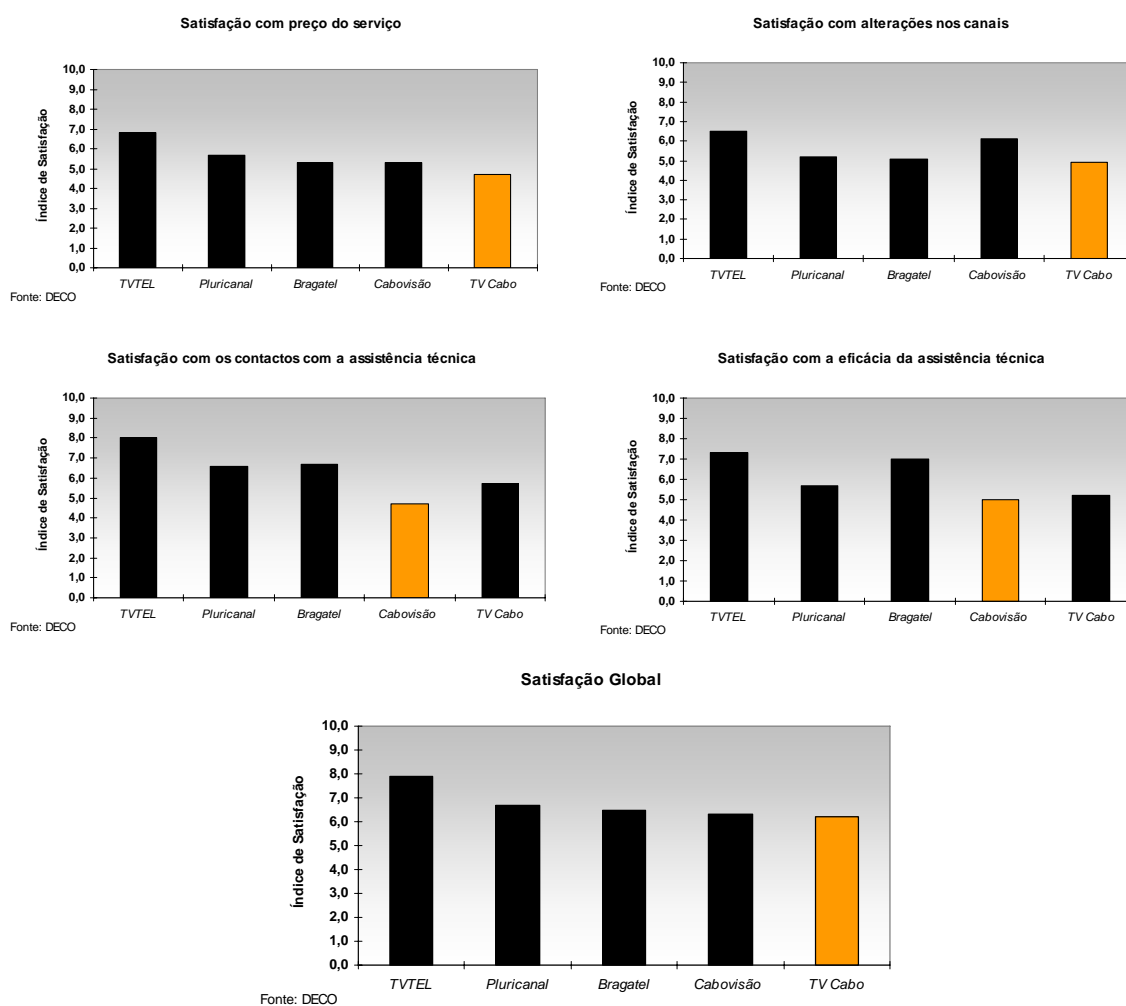 Satisfação com preço do serviço
10,0
9,0
8,0
7,0
6,0
5,0
4,0
3,0
2,0
1,0
0,0
Índice de Satisfação
TVTEL Pluricanal Bragatel Cabovisão TV Cabo
Fonte: DECO
Satisfação com alterações nos canais
10,0
9,0
8,0
7,0
6,0
5,0
4,0
3,0
2,0
1,0
0,0
Índice de Satisfação
TVTEL Pluricanal Bragatel Cabovisão TV Cabo
Fonte: DECO
Satisfação com os contactos com a assistência técnica
10,0
9,0
8,0
7,0
6,0
5,0
4,0
3,0
2,0
1,0
0,0
Índice de Satisfação
TVTEL Pluricanal Bragatel Cabovisão TV Cabo
Fonte: DECO
Satisfação com a eficácia da assistência técnica
10,0
9,0
8,0
7,0
6,0
5,0
4,0
3,0
2,0
1,0
0,0
Índice de Satisfação
TVTEL Pluricanal Bragatel Cabovisão TV Cabo
Fonte: DECO
Satisfação Global
10,0
9,0
8,0
7,0
6,0
5,0
4,0
3,0
2,0
1,0
0,0
Índice de Satisfação
TVTEL Pluricanal Bragatel Cabovisão TV Cabo
Fonte: DECO